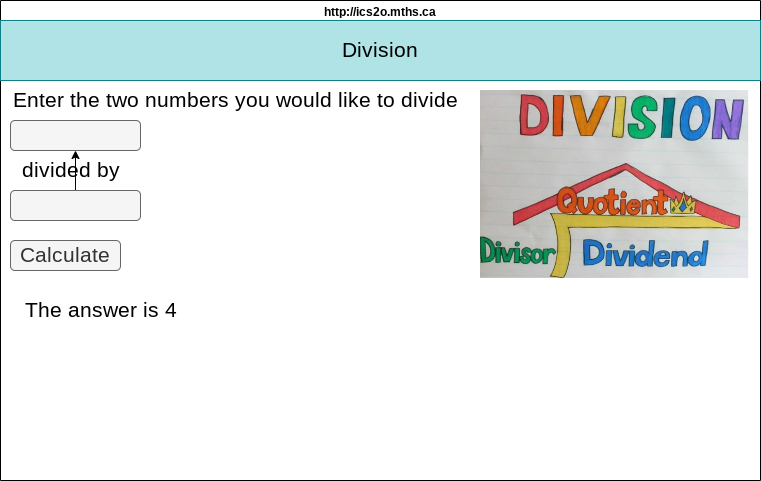 http://ics2o.mths.ca
Division
Enter the two numbers you would like to divide
divided by
Calculate
The answer is 4
DIVISION
Quotient
Divisor
Dividend